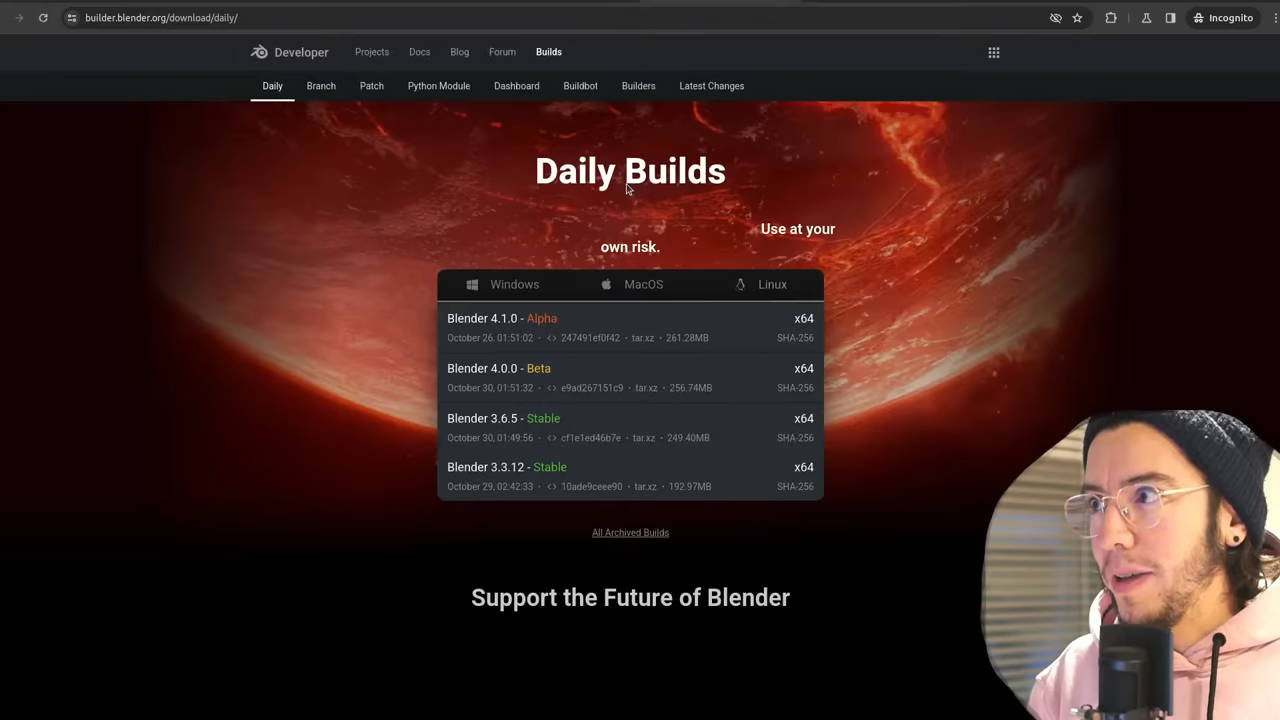 builder.blender.org/download/daily/
Incognito
Developer
Projects
Docs
Blog
Forum
Builds
Daily
Branch
Patch
Python Module
Dashboard
Buildbot
Builders
Latest Changes
Daily Builds
Use at your
own risk.
Windows
MacOS
Linux
Blender 4.1.0 - Alpha
x64
October 26, 01:51:02 · <> 247491ef0f42 · tar.xz · 261.28MB
SHA-256
Blender 4.0.0 - Beta
x64
October 30, 01:51:32 · <> e9ad267151c9 · tar.xz · 256.74MB
SHA-256
Blender 3.6.5 - Stable
x64
October 30, 01:49:56 · <> cf1e1ed46b7e · tar.xz · 249.40MB
SHA-256
Blender 3.3.12 - Stable
x64
October 29, 02:42:33 · <> 10ade9ceee90 · tar.xz · 192.97MB
SHA-256
All Archived Builds
Support the Future of Blender